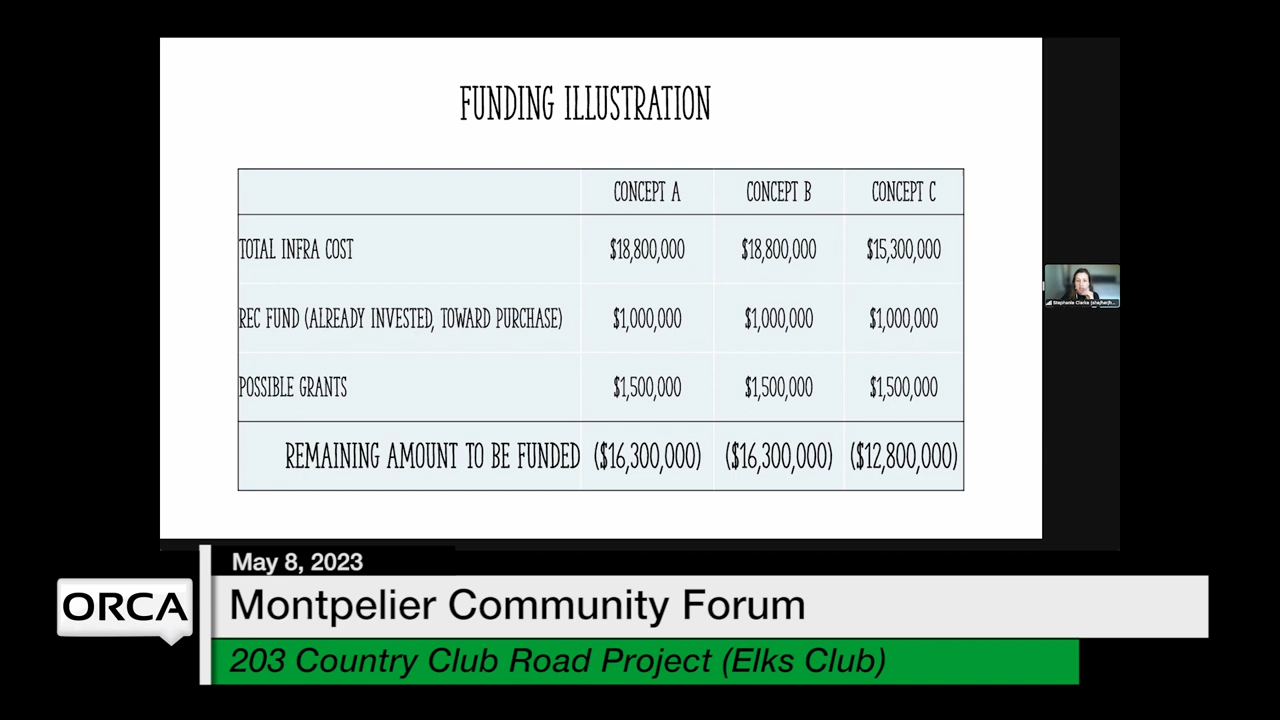 FUNDING ILLUSTRATION
CONCEPT A CONCEPT B CONCEPT C
TOTAL INFRA COST $18,800,000 $18,800,000 $15,300,000
REC FUND (ALREADY INVESTED, TOWARD PURCHASE) $1,000,000 $1,000,000 $1,000,000
POSSIBLE GRANTS $1,500,000 $1,500,000 $1,500,000
REMAINING AMOUNT TO BE FUNDED ($16,300,000) ($16,300,000) ($12,800,000)
Stephanie Clarke
May 8, 2023
ORCA
Montpelier Community Forum
203 Country Club Road Project (Elks Club)